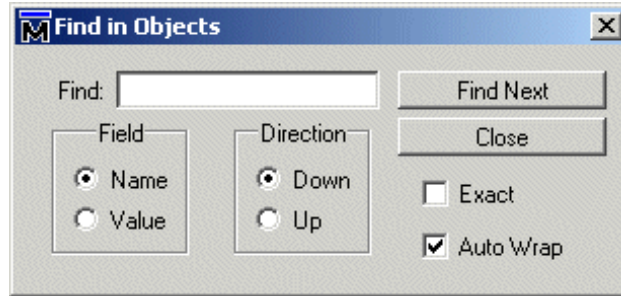 M Find in Objects
Find:
Find Next
Close
Field
Name
Value
Direction
Down
Up
Exact
Auto Wrap